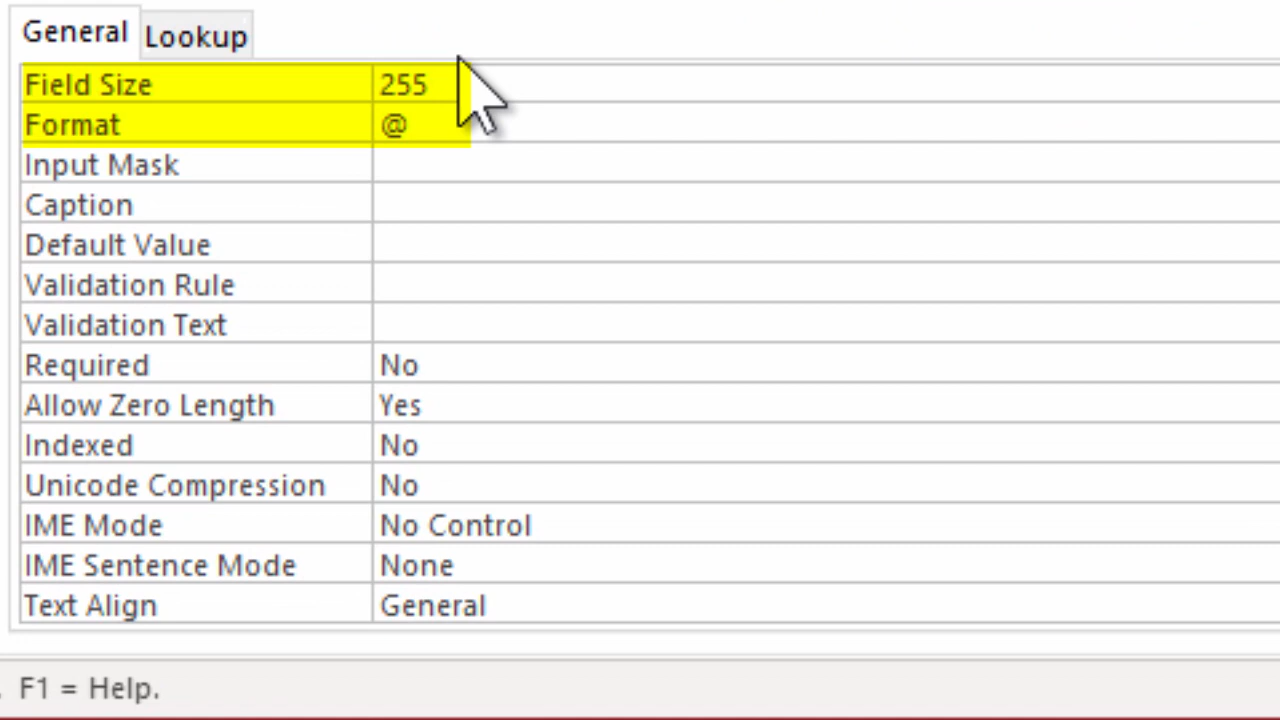 General Lookup
Field Size 255
Format @
Input Mask
Caption
Default Value
Validation Rule
Validation Text
Required No
Allow Zero Length Yes
Indexed No
Unicode Compression No
IME Mode No Control
IME Sentence Mode None
Text Align General
. F1 = Help.